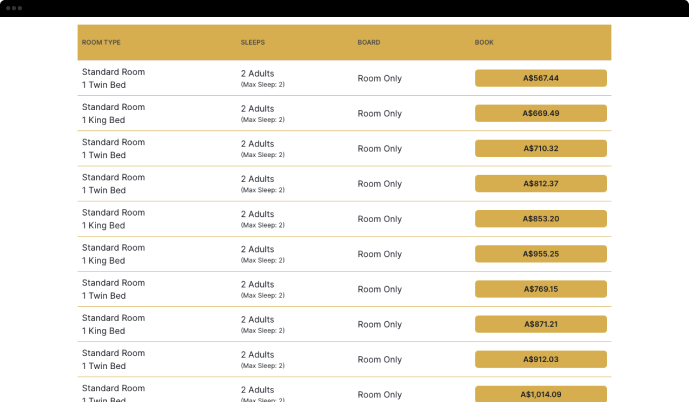 ROOM TYPE SLEEPS BOARD BOOK
Standard Room
1 Twin Bed
2 Adults
(Max Sleep: 2)
Room Only
A$567.44
Standard Room
1 King Bed
2 Adults
(Max Sleep: 2)
Room Only
A$669.49
Standard Room
1 Twin Bed
2 Adults
(Max Sleep: 2)
Room Only
A$710.32
Standard Room
1 Twin Bed
2 Adults
(Max Sleep: 2)
Room Only
A$812.37
Standard Room
1 King Bed
2 Adults
(Max Sleep: 2)
Room Only
A$853.20
Standard Room
1 King Bed
2 Adults
(Max Sleep: 2)
Room Only
A$955.25
Standard Room
1 Twin Bed
2 Adults
(Max Sleep: 2)
Room Only
A$769.15
Standard Room
1 King Bed
2 Adults
(Max Sleep: 2)
Room Only
A$871.21
Standard Room
1 Twin Bed
2 Adults
(Max Sleep: 2)
Room Only
A$912.03
Standard Room
1 Twin Bed
2 Adults
(Max Sleep: 2)
Room Only
A$1,014.09